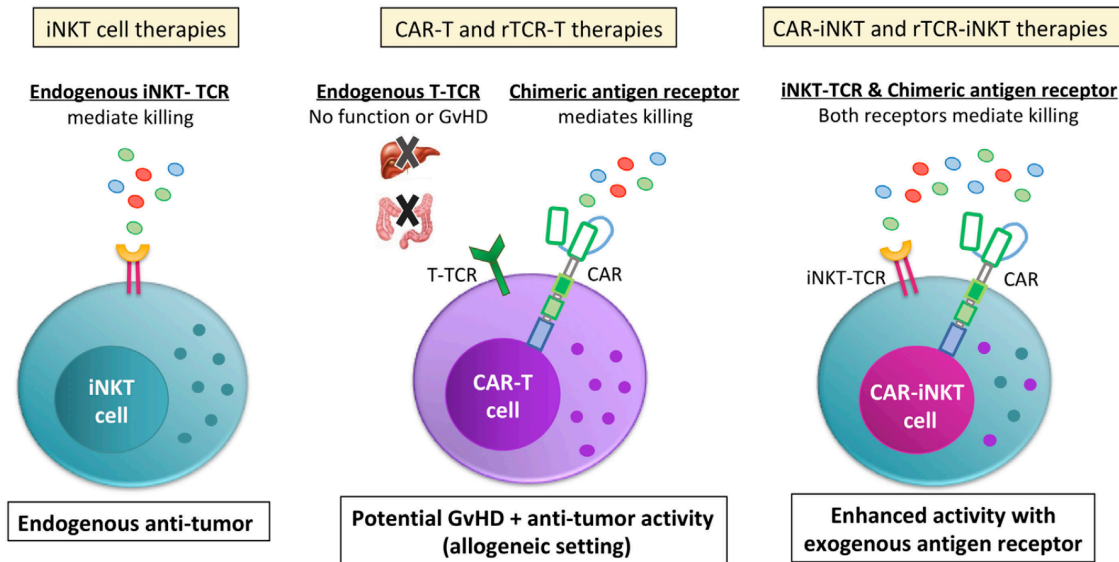 iNKT cell therapies
Endogenous iNKT- TCR
mediate killing
iNKT
cell
Endogenous anti-tumor
CAR-T and rTCR-T therapies
Endogenous T-TCR
No function or GvHD
Chimeric antigen receptor
mediates killing
T-TCR
CAR
CAR-T
cell
Potential GvHD + anti-tumor activity
(allogeneic setting)
CAR-iNKT and rTCR-iNKT therapies
iNKT-TCR & Chimeric antigen receptor
Both receptors mediate killing
iNKT-TCR
CAR
CAR-iNKT
cell
Enhanced activity with
exogenous antigen receptor